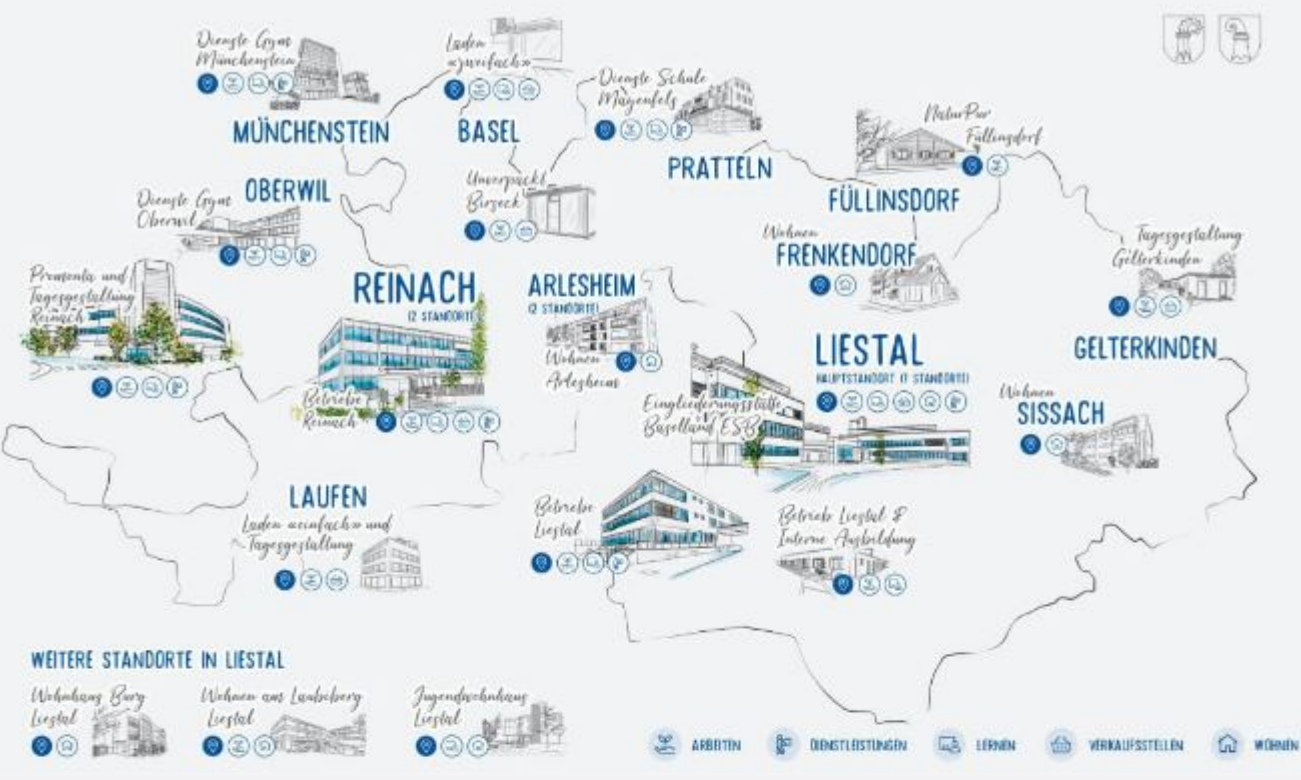 Dienste Gym
Münchenstein
MÜNCHENSTEIN
Laden
«zweifach»
BASEL
Dienste Schule
Mayenfels
PRATTELN
NaturPur
Füllinsdorf
FÜLLINSDORF
Dienste Gym
Oberwil
OBERWIL
Unverpackt
Birseck
Wohnen
FRENKENDORF
Tagesgestaltung
Gelterkinden
GELTERKINDEN
Promenta und
Tagesgestaltung
Reinach
REINACH
(2 STANDORTE)
Betriebe
Reinach
ARLESHEIM
(2 STANDORTE)
Wohnen
Arlesheim
LIESTAL
HAUPTSTANDORT (7 STANDORTE)
Eingliederungsstätte
Baselland ESB
Wohnen
SISSACH
LAUFEN
Laden «einfach» und
Tagesgestaltung
Betriebe
Liestal
Betrieb Liestal &
Interne Ausbildung
WEITERE STANDORTE IN LIESTAL
Wohnhaus Burg
Liestal
Wohnen am Laubiberg
Liestal
Jugendwohnhaus
Liestal
ARBEITEN
DIENSTLEISTUNGEN
LERNEN
VERKAUFSSTELLEN
WOHNEN